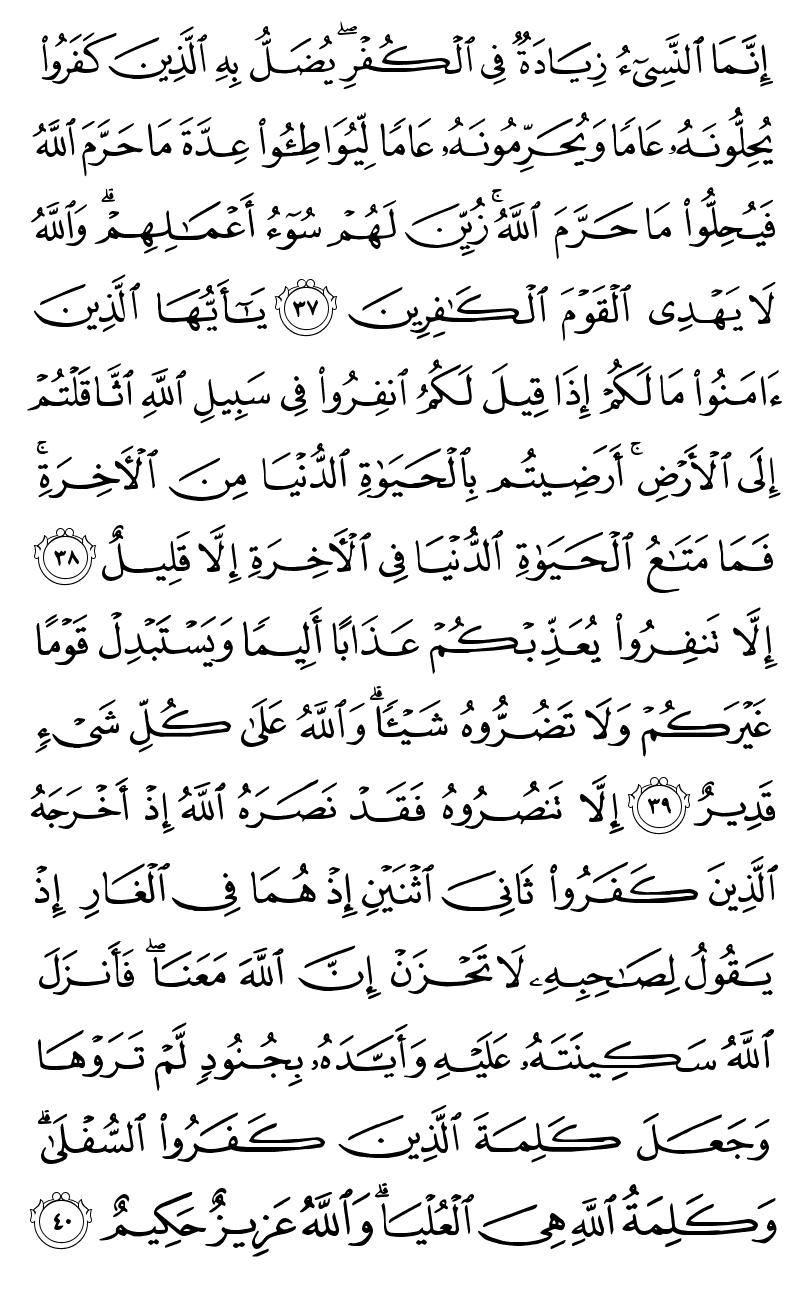 إِنَّمَا ٱلنَّسِىٓءُ زِيَادَةٌ فِى ٱلْكُفْرِ ۖ يُضَلُّ بِهِ ٱلَّذِينَ كَفَرُوا۟
يُحِلُّونَهُۥ عَامًا وَيُحَرِّمُونَهُۥ عَامًا لِّيُوَاطِـُٔوا۟ عِدَّةَ مَا حَرَّمَ ٱللَّهُ
فَيُحِلُّوا۟ مَا حَرَّمَ ٱللَّهُ ۚ زُيِّنَ لَهُمْ سُوٓءُ أَعْمَـٰلِهِمْ ۗ وَٱللَّهُ
لَا يَهْدِى ٱلْقَوْمَ ٱلْكَـٰفِرِينَ ٣٧ يَـٰٓأَيُّهَا ٱلَّذِينَ
ءَامَنُوا۟ مَا لَكُمْ إِذَا قِيلَ لَكُمُ ٱنفِرُوا۟ فِى سَبِيلِ ٱللَّهِ ٱثَّاقَلْتُمْ
إِلَى ٱلْأَرْضِ ۚ أَرَضِيتُم بِٱلْحَيَوٰةِ ٱلدُّنْيَا مِنَ ٱلْـَٔاخِرَةِ ۚ
فَمَا مَتَـٰعُ ٱلْحَيَوٰةِ ٱلدُّنْيَا فِى ٱلْـَٔاخِرَةِ إِلَّا قَلِيلٌ ٣٨
إِلَّا تَنفِرُوا۟ يُعَذِّبْكُمْ عَذَابًا أَلِيمًا وَيَسْتَبْدِلْ قَوْمًا
غَيْرَكُمْ وَلَا تَضُرُّوهُ شَيْـًٔا ۗ وَٱللَّهُ عَلَىٰ كُلِّ شَىْءٍ
قَدِيرٌ ٣٩ إِلَّا تَنصُرُوهُ فَقَدْ نَصَرَهُ ٱللَّهُ إِذْ أَخْرَجَهُ
ٱلَّذِينَ كَفَرُوا۟ ثَانِىَ ٱثْنَيْنِ إِذْ هُمَا فِى ٱلْغَارِ إِذْ
يَقُولُ لِصَـٰحِبِهِۦ لَا تَحْزَنْ إِنَّ ٱللَّهَ مَعَنَا ۖ فَأَنزَلَ
ٱللَّهُ سَكِينَتَهُۥ عَلَيْهِ وَأَيَّدَهُۥ بِجُنُودٍ لَّمْ تَرَوْهَا
وَجَعَلَ كَلِمَةَ ٱلَّذِينَ كَفَرُوا۟ ٱلسُّفْلَىٰ ۗ
وَكَلِمَةُ ٱللَّهِ هِىَ ٱلْعُلْيَا ۗ وَٱللَّهُ عَزِيزٌ حَكِيمٌ ٤٠